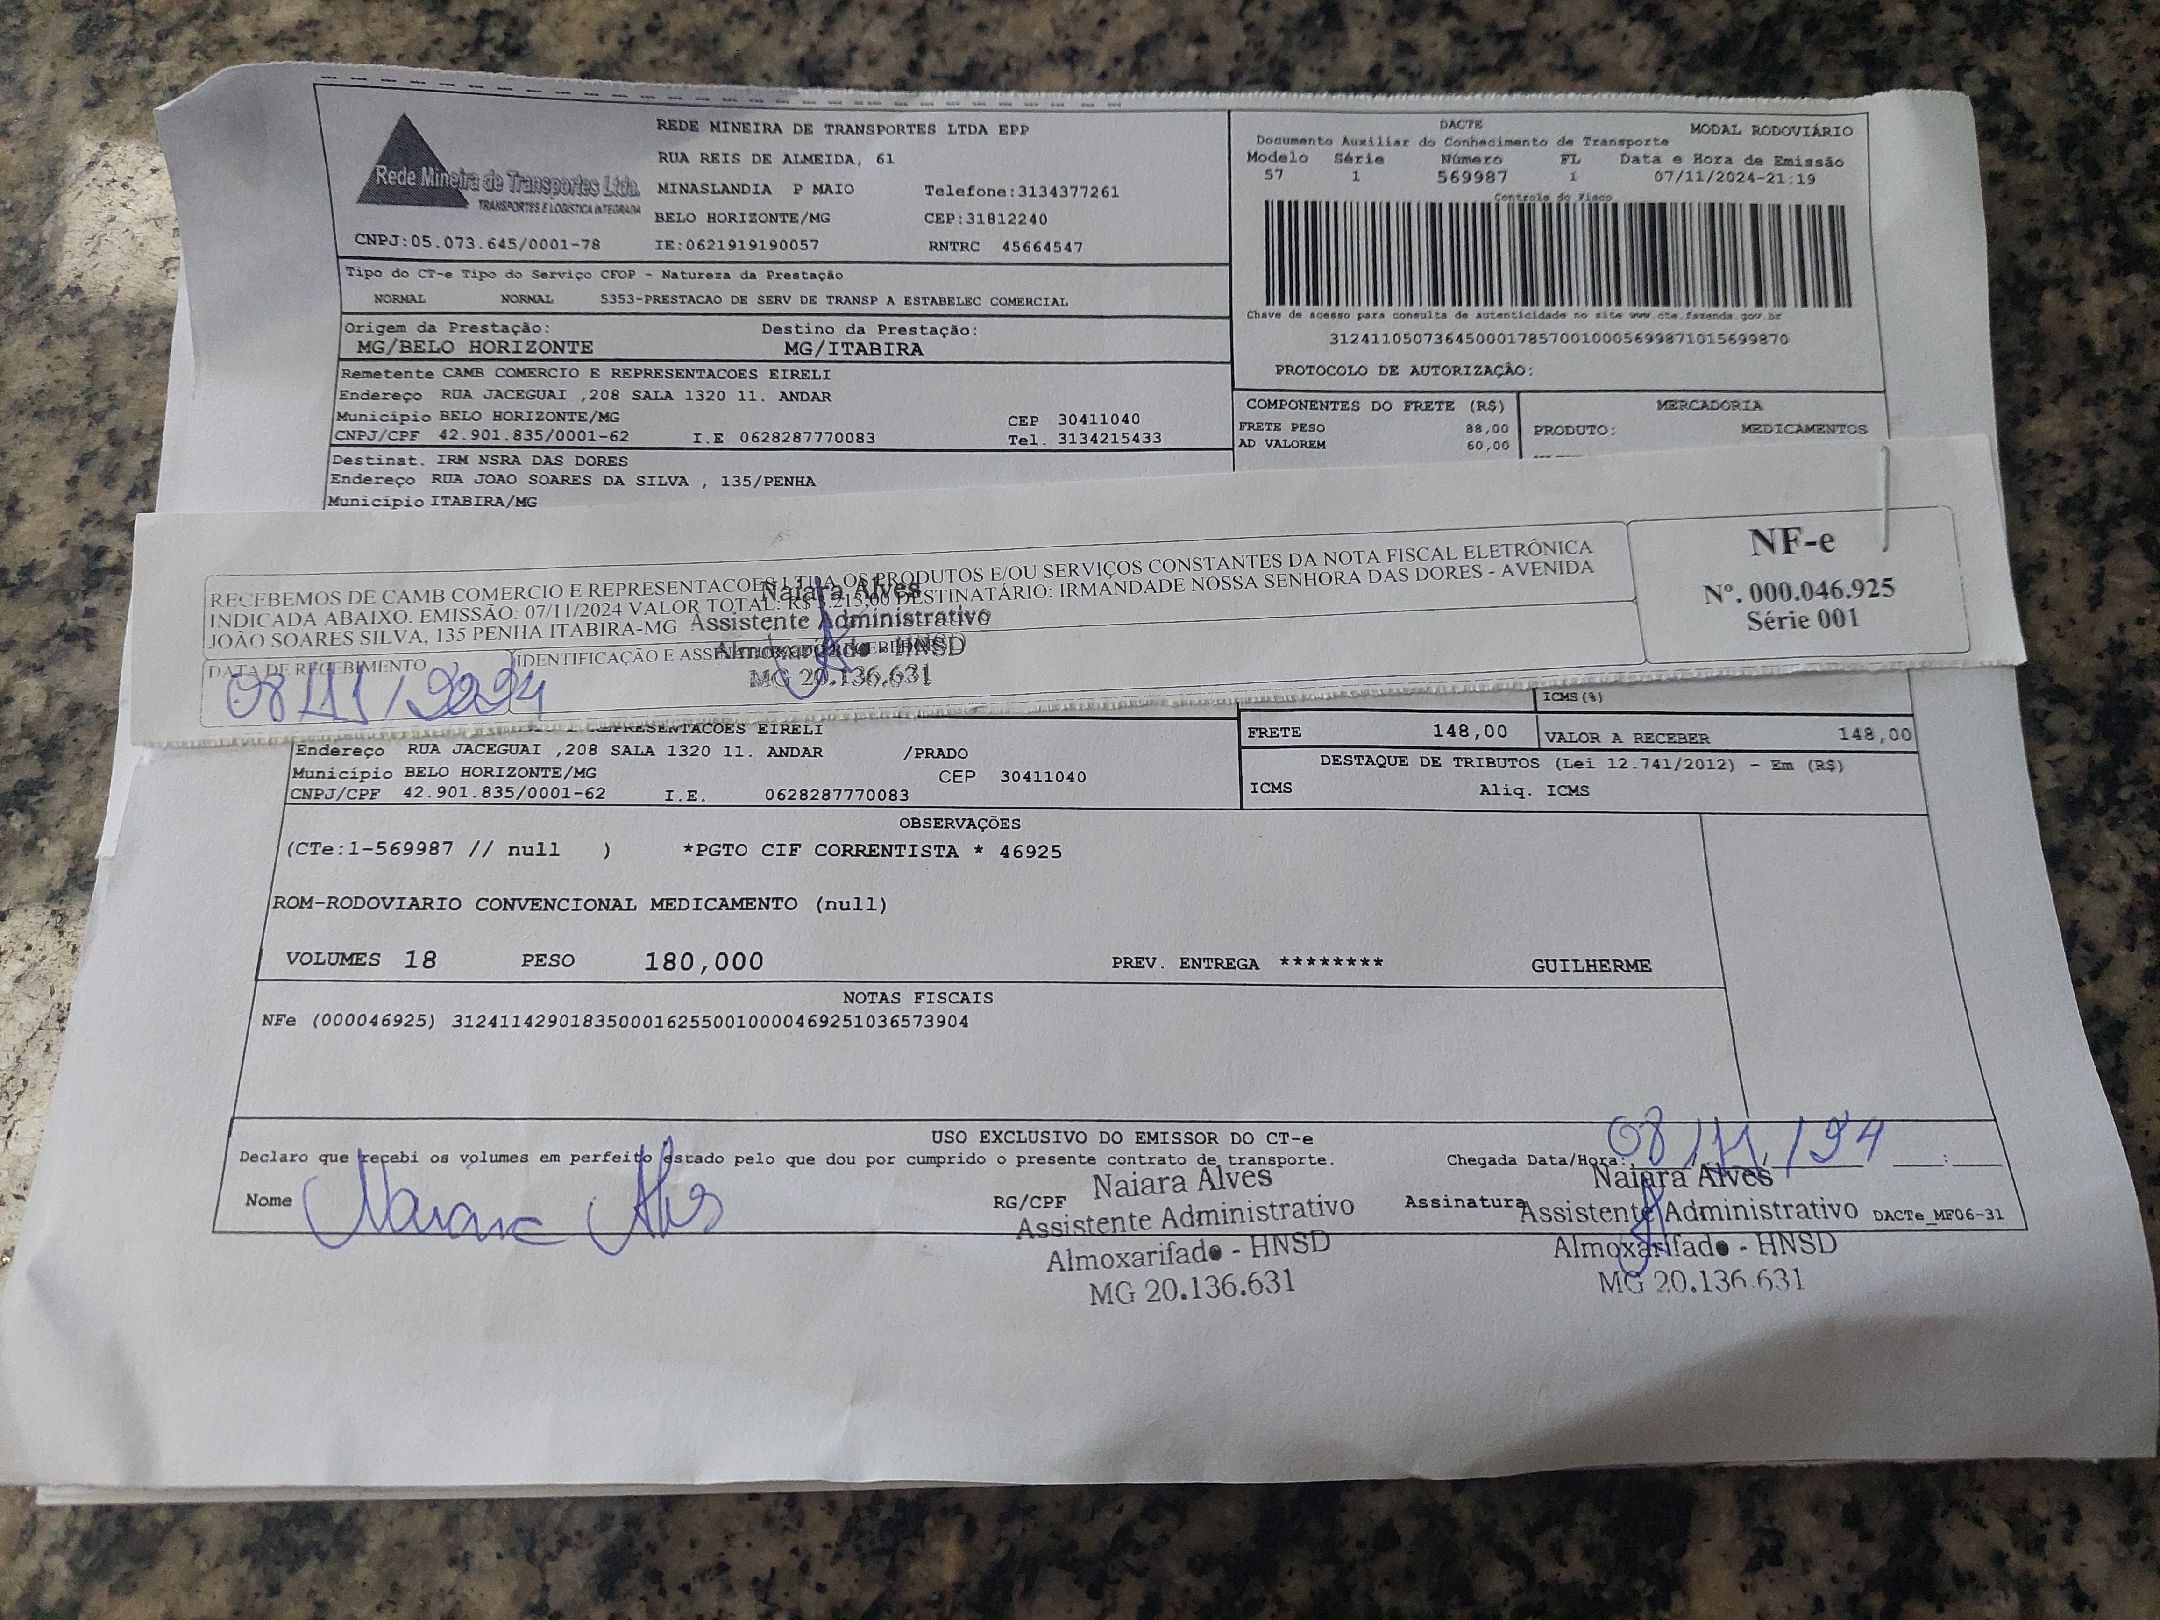 REDE MINEIRA DE TRANSPORTES LTDA EPP
RUA REIS DE ALMEIDA, 61
MINASLANDIA P MAIO Telefone:3134377261
BELO HORIZONTE/MG CEP:31812240
CNPJ:05.073.645/0001-78 IE:0621919190057 RNTRC 45664547
Rede Mineira de Transportes Ltda.
TRANSPORTES E LOGÍSTICA INTEGRADA
DACTE MODAL RODOVIÁRIO
Documento Auxiliar do Conhecimento de Transporte
Modelo Série Número FL Data e Hora de Emissão
57 1 569987 1 07/11/2024-21:19
Controle do Fisco
Chave de acesso para consulta de autenticidade no site www.cte.fazenda.gov.br
31241105073645000178570010005699871015699870
PROTOCOLO DE AUTORIZAÇÃO:
Tipo do CT-e Tipo do Serviço CFOP - Natureza da Prestação
NORMAL NORMAL 5353-PRESTACAO DE SERV DE TRANSP A ESTABELEC COMERCIAL
Origem da Prestação: Destino da Prestação:
MG/BELO HORIZONTE MG/ITABIRA
Remetente CAMB COMERCIO E REPRESENTACOES EIRELI
Endereço RUA JACEGUAI ,208 SALA 1320 11. ANDAR
Município BELO HORIZONTE/MG CEP 30411040
CNPJ/CPF 42.901.835/0001-62 I.E 0628287770083 Tel. 3134215433
COMPONENTES DO FRETE (R$) MERCADORIA
FRETE PESO 88,00 PRODUTO: MEDICAMENTOS
AD VALOREM 60,00
Destinat. IRM NSRA DAS DORES
Endereço RUA JOAO SOARES DA SILVA , 135/PENHA
Município ITABIRA/MG
RECEBEMOS DE CAMB COMERCIO E REPRESENTACOES LTDA OS PRODUTOS E/OU SERVIÇOS CONSTANTES DA NOTA FISCAL ELETRÔNICA
INDICADA ABAIXO. EMISSÃO: 07/11/2024 VALOR TOTAL: R$ DESTINATÁRIO: IRMANDADE NOSSA SENHORA DAS DORES - AVENIDA
JOÃO SOARES SILVA, 135 PENHA ITABIRA-MG
DATA DE RECEBIMENTO IDENTIFICAÇÃO E
08/11/2024
Naiara Alves
Assistente Administrativo
Almoxarifado - HNSD
MG 20.136.631
NF-e
Nº. 000.046.925
Série 001
REPRESENTACOES EIRELI
Endereço RUA JACEGUAI ,208 SALA 1320 11. ANDAR /PRADO
Município BELO HORIZONTE/MG CEP 30411040
CNPJ/CPF 42.901.835/0001-62 I.E. 0628287770083
ICMS(%)
FRETE 148,00 VALOR A RECEBER 148,00
DESTAQUE DE TRIBUTOS (Lei 12.741/2012) - Em (R$)
ICMS Aliq. ICMS
OBSERVAÇÕES
(CTe:1-569987 // null ) *PGTO CIF CORRENTISTA * 46925
ROM-RODOVIARIO CONVENCIONAL MEDICAMENTO (null)
VOLUMES 18 PESO 180,000 PREV. ENTREGA ******** GUILHERME
NOTAS FISCAIS
NFe (000046925) 31241142901835000162550010000469251036573904
USO EXCLUSIVO DO EMISSOR DO CT-e
Declaro que recebi os volumes em perfeito estado pelo que dou por cumprido o presente contrato de transporte. Chegada Data/Hora: 08/11/24 :
Nome Naiara Alves RG/CPF Assinatura DACTe_MF06-31
Naiara Alves
Assistente Administrativo
Almoxarifado - HNSD
MG 20.136.631
Naiara Alves
Assistente Administrativo
Almoxarifado - HNSD
MG 20.136.631